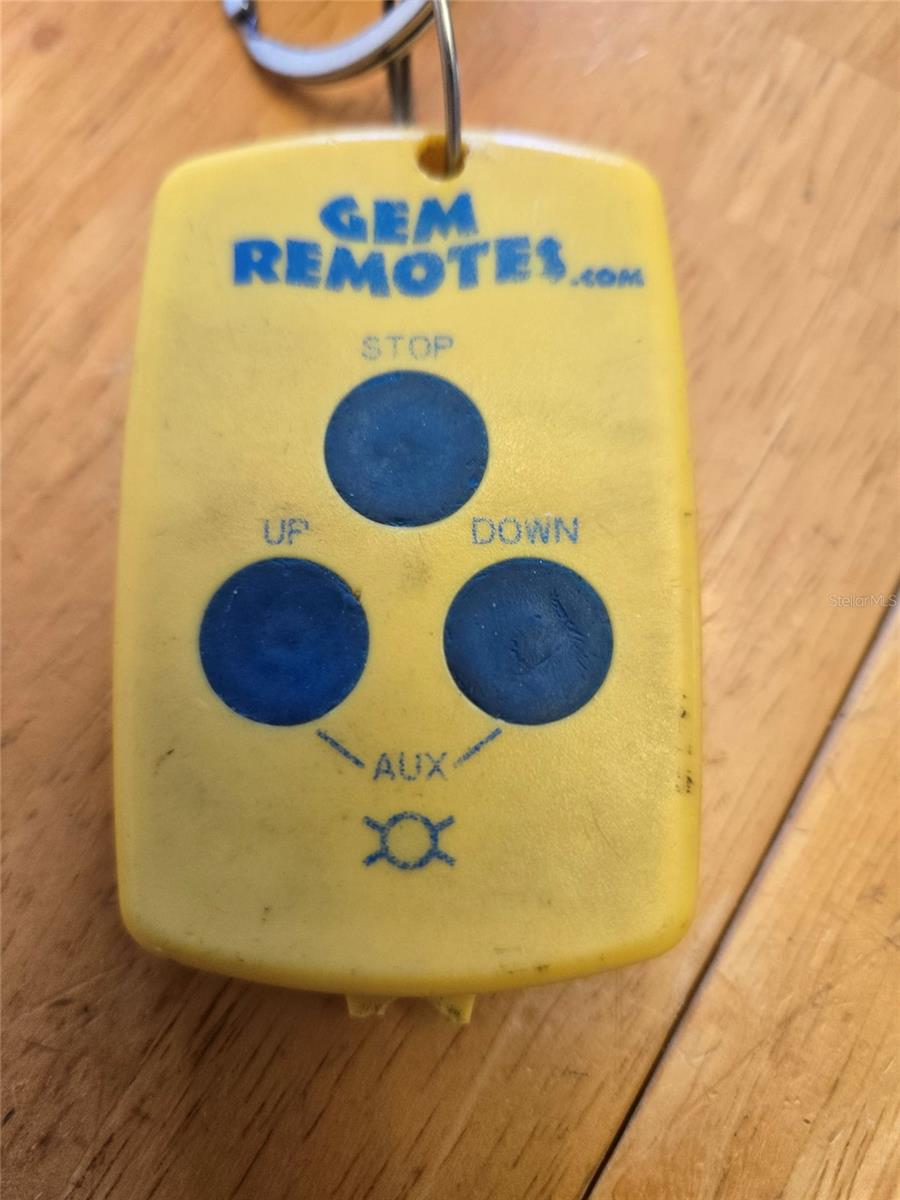 GEM
REMOTES.COM
STOP
UP DOWN
StellarMLS
AUX